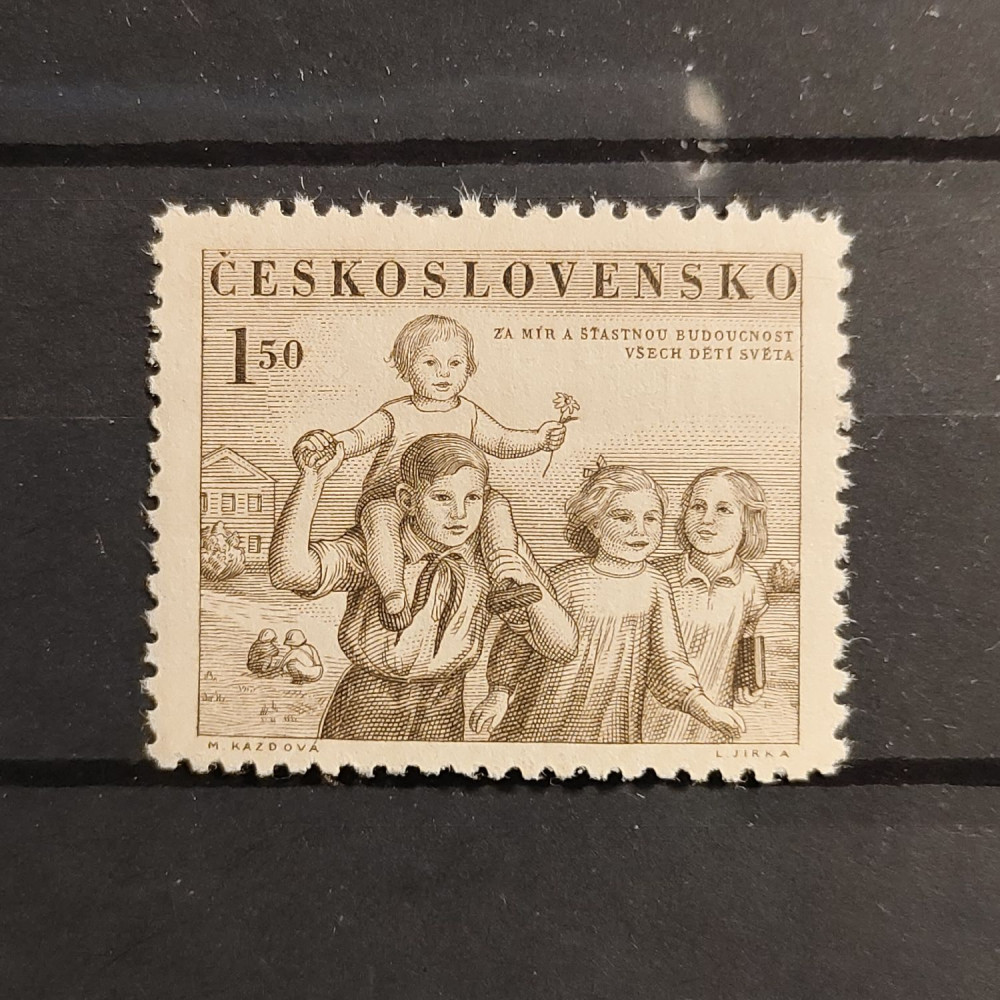 ČESKOSLOVENSKO
1 50
ZA MÍR A ŠŤASTNOU BUDOUCNOST
VŠECH DĚTÍ SVĚTA
M. KAZDOVÁ
L. JIRKA